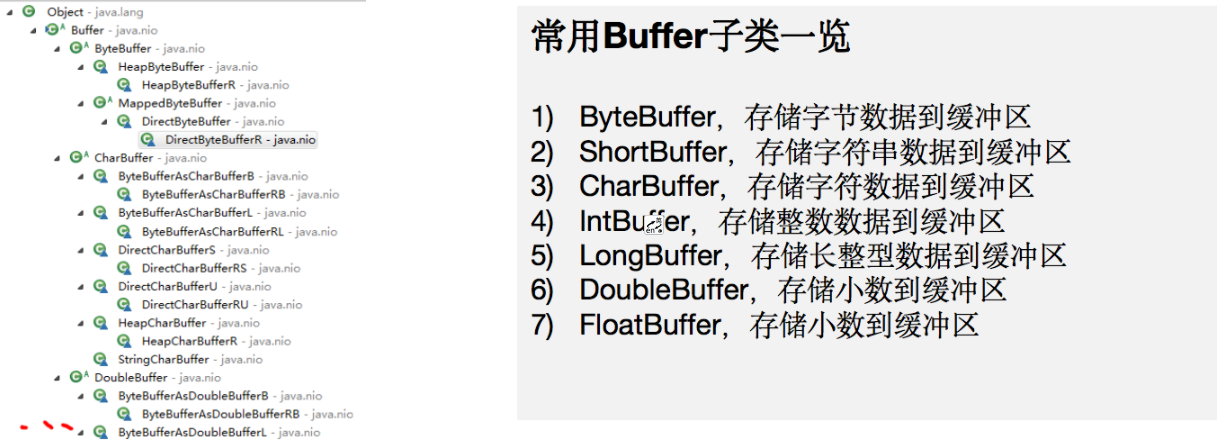 Object - java.lang
Buffer - java.nio
ByteBuffer - java.nio
HeapByteBuffer - java.nio
HeapByteBufferR - java.nio
MappedByteBuffer - java.nio
DirectByteBuffer - java.nio
DirectByteBufferR - java.nio
CharBuffer - java.nio
ByteBufferAsCharBufferB - java.nio
ByteBufferAsCharBufferRB - java.nio
ByteBufferAsCharBufferL - java.nio
ByteBufferAsCharBufferRL - java.nio
DirectCharBufferS - java.nio
DirectCharBufferRS - java.nio
DirectCharBufferU - java.nio
DirectCharBufferRU - java.nio
HeapCharBuffer - java.nio
HeapCharBufferR - java.nio
StringCharBuffer - java.nio
DoubleBuffer - java.nio
ByteBufferAsDoubleBufferB - java.nio
ByteBufferAsDoubleBufferRB - java.nio
ByteBufferAsDoubleBufferL - java.nio
常用Buffer子类一览
1) ByteBuffer，存储字节数据到缓冲区
2) ShortBuffer，存储字符串数据到缓冲区
3) CharBuffer，存储字符数据到缓冲区
4) IntBuffer，存储整数数据到缓冲区
5) LongBuffer，存储长整型数据到缓冲区
6) DoubleBuffer，存储小数到缓冲区
7) FloatBuffer，存储小数到缓冲区